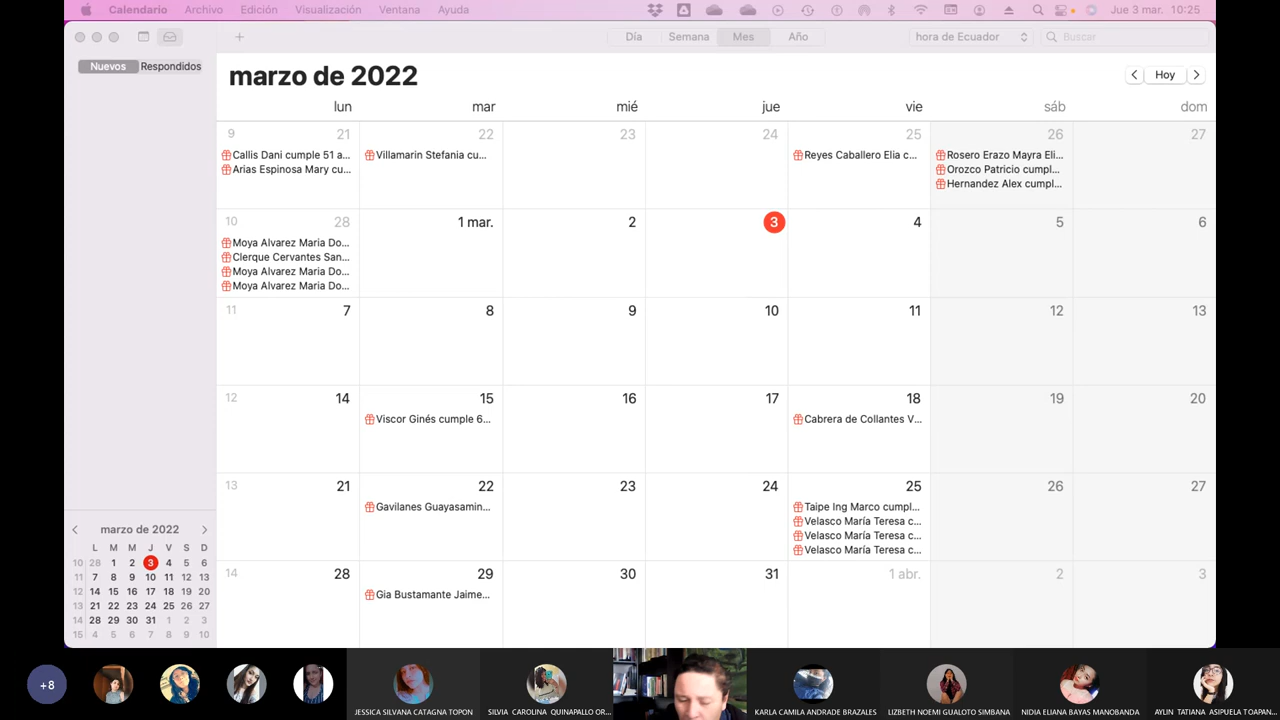 Calendario Archivo Edición Visualización Ventana Ayuda Jue 3 mar. 10:25
Día Semana Mes Año hora de Ecuador Buscar
Nuevos Respondidos
marzo de 2022 Hoy
lun mar mié jue vie sáb dom
9 21 22 23 24 25 26 27
Callis Dani cumple 51 a... Villamarin Stefania cu... Reyes Caballero Elia c... Rosero Erazo Mayra Eli...
Arias Espinosa Mary cu... Orozco Patricio cumpl...
Hernandez Alex cumpl...
10 28 1 mar. 2 3 4 5 6
Moya Alvarez Maria Do...
Clerque Cervantes San...
Moya Alvarez Maria Do...
Moya Alvarez Maria Do...
11 7 8 9 10 11 12 13
12 14 15 16 17 18 19 20
Viscor Ginés cumple 6... Cabrera de Collantes V...
13 21 22 23 24 25 26 27
Gavilanes Guayasamin... Taipe Ing Marco cumpl...
Velasco María Teresa c...
Velasco María Teresa c...
Velasco María Teresa c...
14 28 29 30 31 1 abr. 2 3
Gia Bustamante Jaime...
marzo de 2022
L M M J V S D
10 28 1 2 3 4 5 6
11 7 8 9 10 11 12 13
12 14 15 16 17 18 19 20
13 21 22 23 24 25 26 27
14 28 29 30 31 1 2 3
15 4 5 6 7 8 9 10
+8
JESSICA SILVANA CATAGNA TOPON
SILVIA CAROLINA QUINAPALLO OR...
KARLA CAMILA ANDRADE BRAZALES
LIZBETH NOEMI GUALOTO SIMBANA
NIDIA ELIANA BAYAS MANOBANDA
AYLIN TATIANA ASIPUELA TOAPAN...